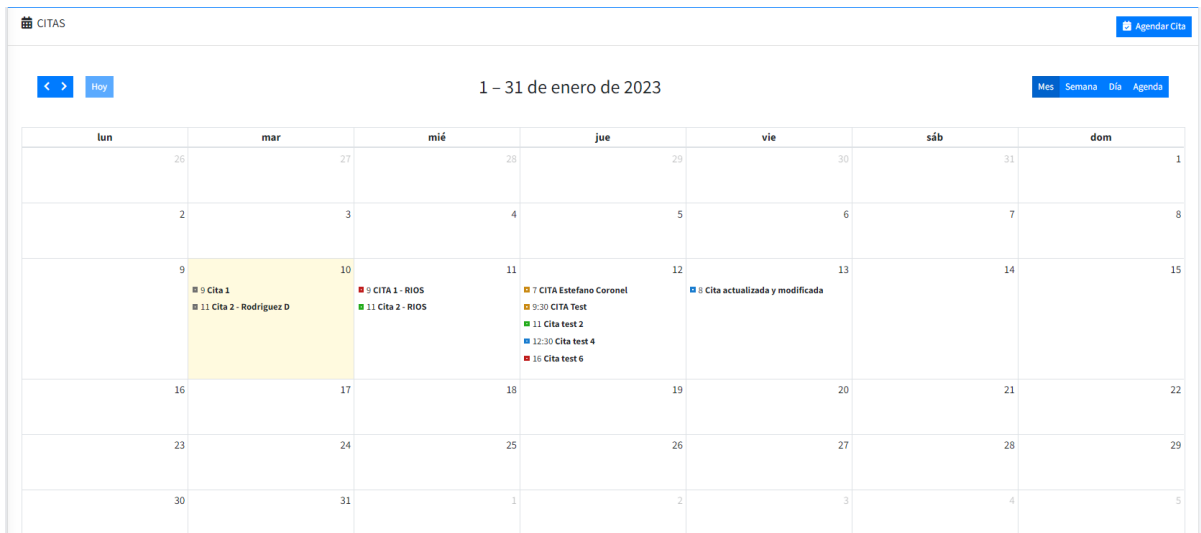 CITAS
Agendar Cita
Hoy
1 – 31 de enero de 2023
Mes Semana Día Agenda
lun mar mié jue vie sáb dom
26 27 28 29 30 31 1
2 3 4 5 6 7 8
9 10 11 12 13 14 15
9 Cita 1
11 Cita 2 - Rodriguez D
9 CITA 1 - RIOS
11 Cita 2 - RIOS
7 CITA Estefano Coronel
9:30 CITA Test
11 Cita test 2
12:30 Cita test 4
16 Cita test 6
8 Cita actualizada y modificada
16 17 18 19 20 21 22
23 24 25 26 27 28 29
30 31 1 2 3 4 5